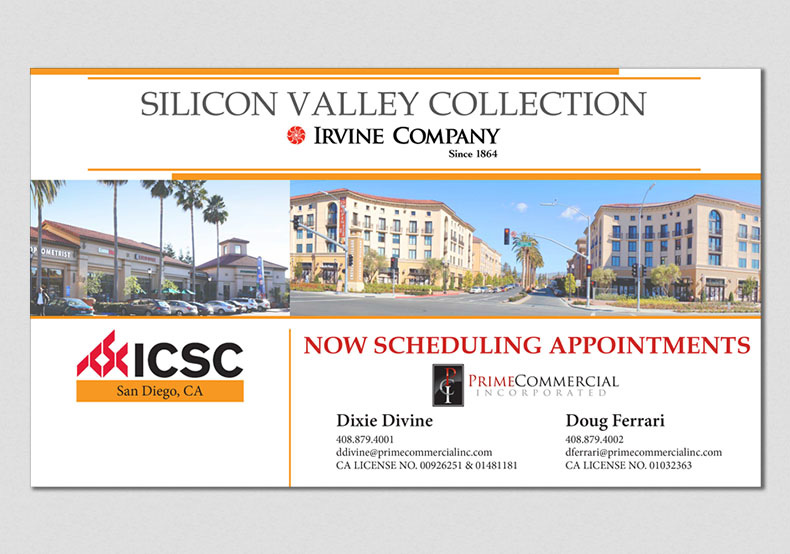 SILICON VALLEY COLLECTION
IRVINE COMPANY
Since 1864
OPTOMETRIST
ICSC
San Diego, CA
NOW SCHEDULING APPOINTMENTS
PCI
PRIMECOMMERCIAL
INCORPORATED
Dixie Divine
408.879.4001
ddivine@primecommercialinc.com
CA LICENSE NO. 00926251 & 01481181
Doug Ferrari
408.879.4002
dferrari@primecommercialinc.com
CA LICENSE NO. 01032363